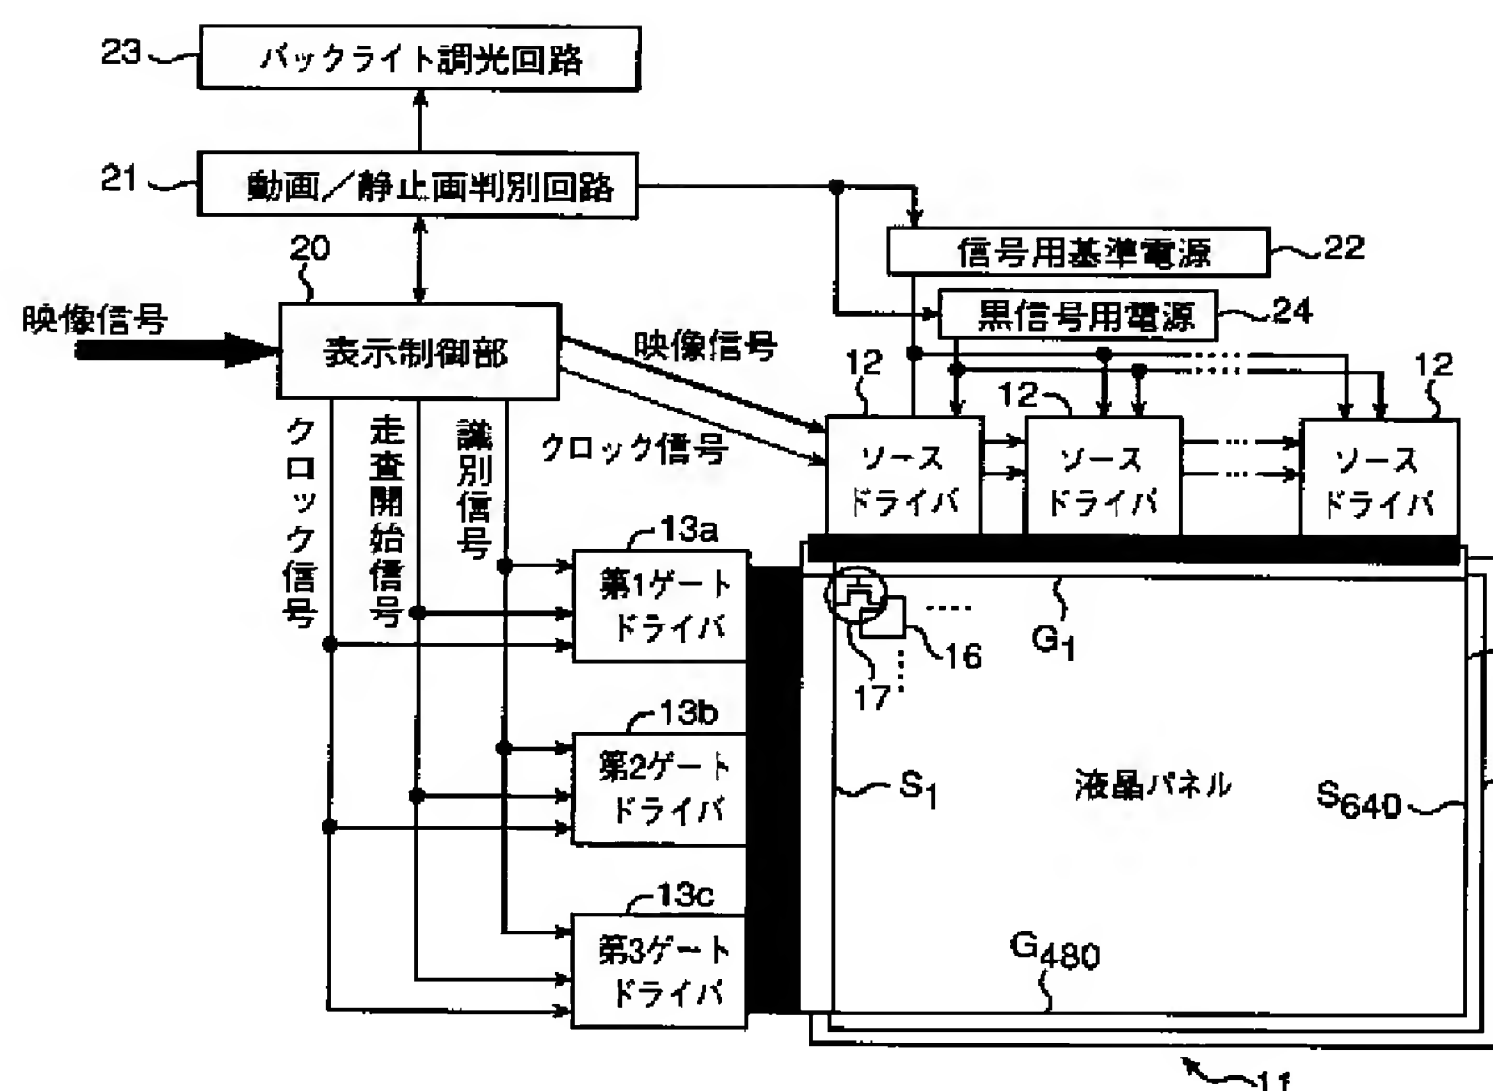 23
バックライト調光回路
21
動画／静止画判別回路
20
信号用基準電源
22
映像信号
表示制御部
映像信号
黒信号用電源
24
12
12
12
クロック信号
走査開始信号
識別信号
クロック信号
ソース
ドライバ
ソース
ドライバ
ソース
ドライバ
13a
第1ゲート
ドライバ
G1
16
17
13b
第2ゲート
ドライバ
S1
液晶パネル
S640
13c
第3ゲート
ドライバ
G480
11